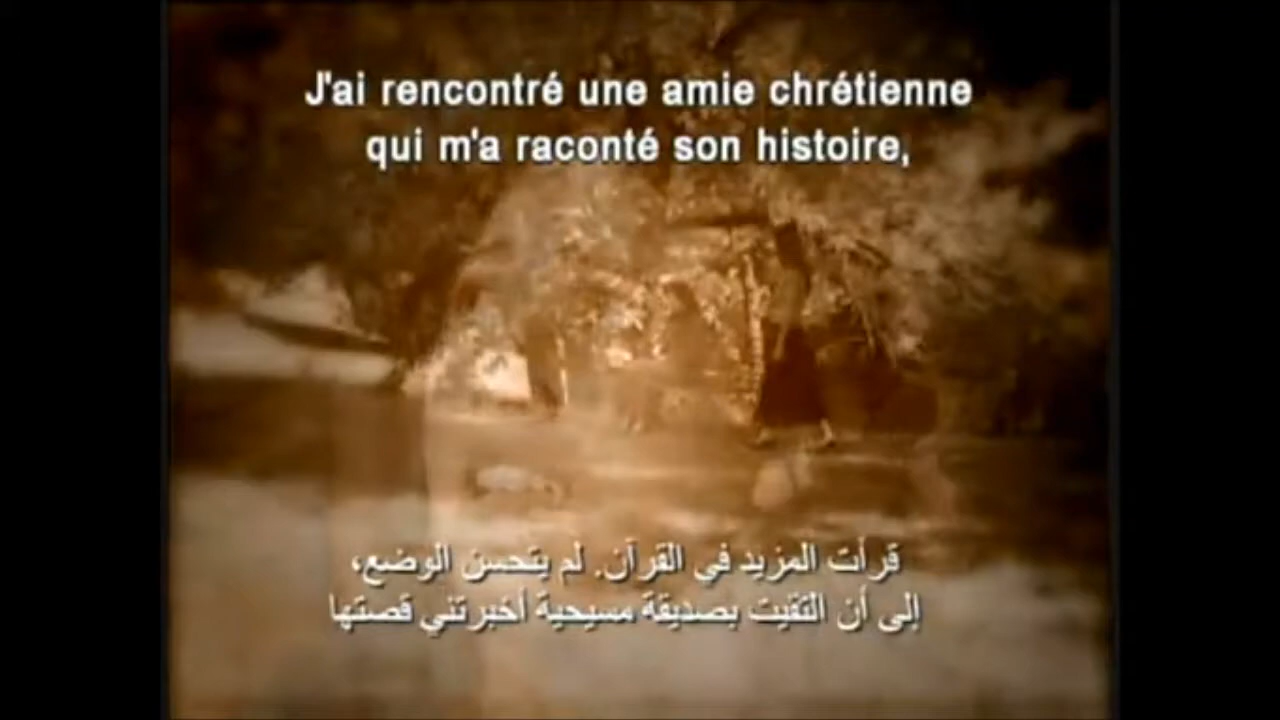 J'ai rencontré une amie chrétienne
qui m'a raconté son histoire,
قرأت المزيد في القرآن. لم يتحسن الوضع،
إلى أن التقيت بصديقة مسيحية أخبرتني قصتها